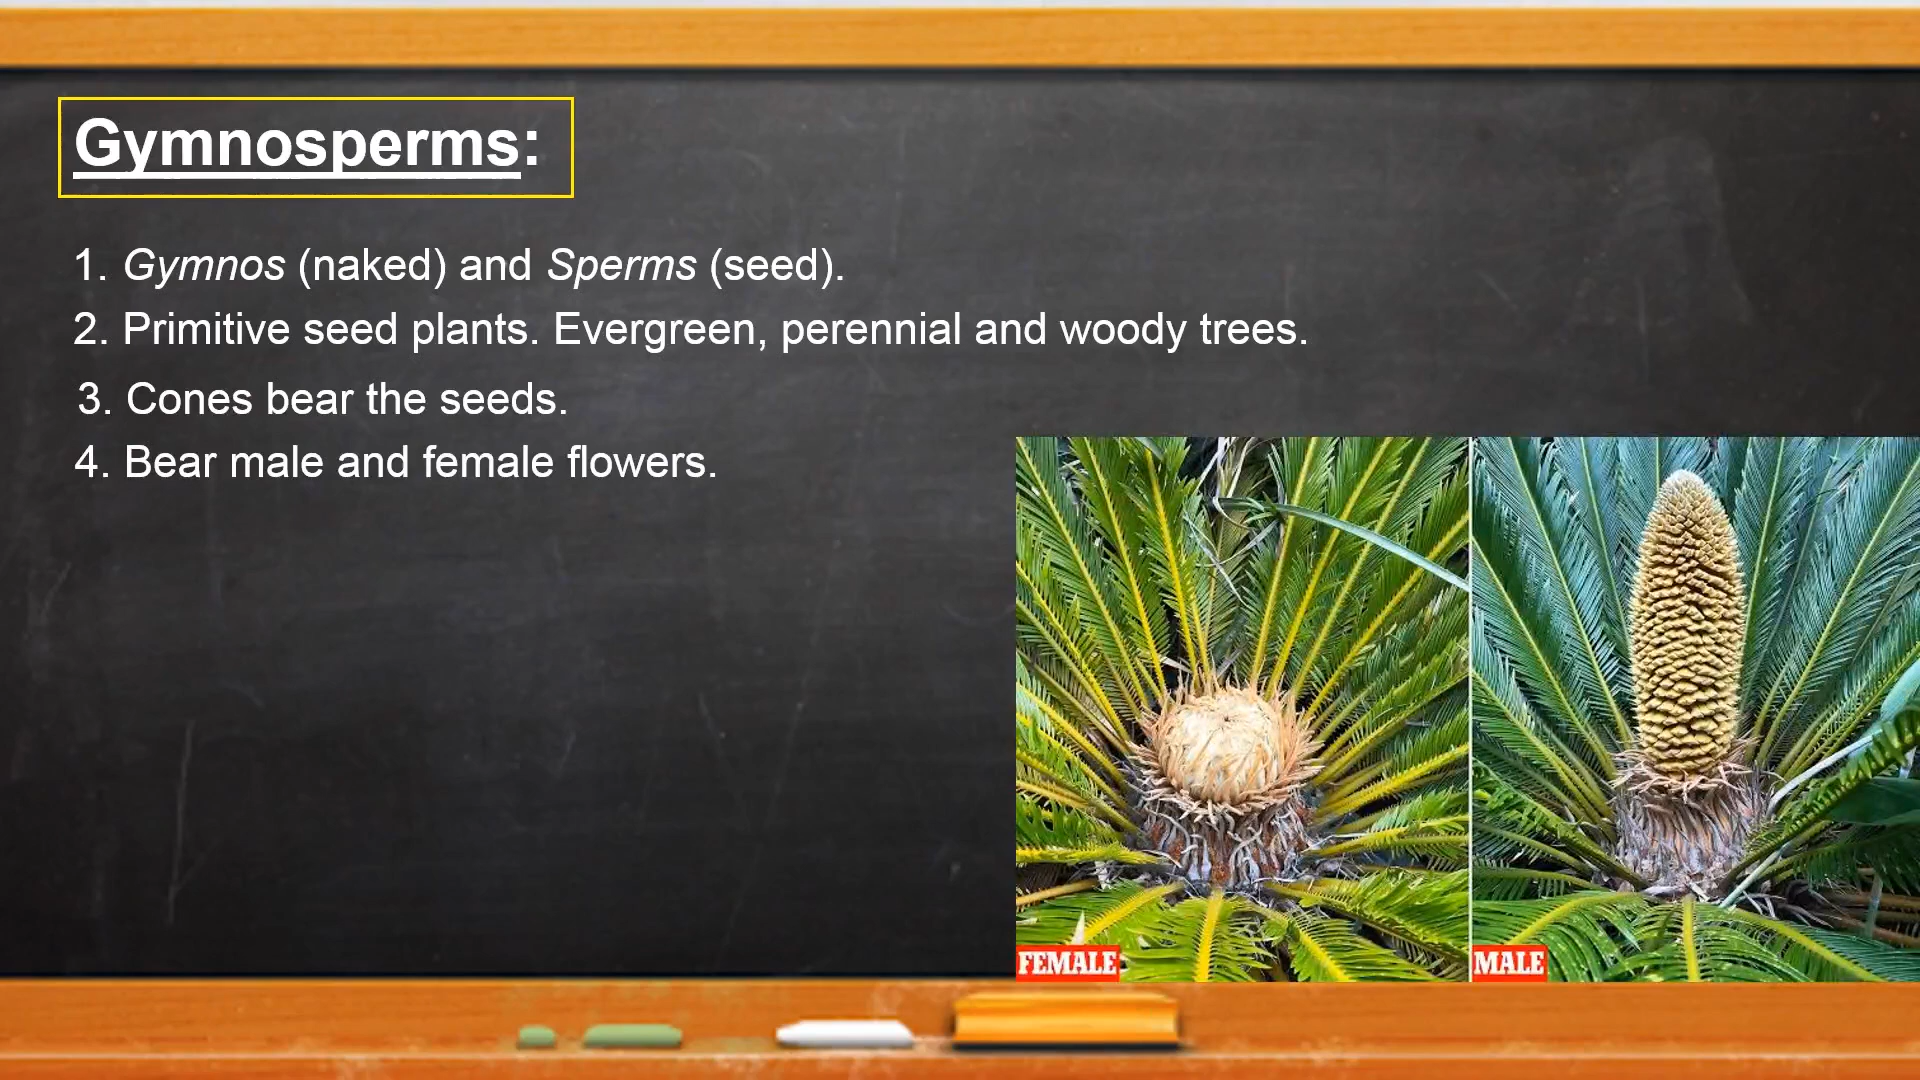 Gymnosperms:
1. Gymnos (naked) and Sperms (seed).
2. Primitive seed plants. Evergreen, perennial and woody trees.
3. Cones bear the seeds.
4. Bear male and female flowers.
FEMALE
MALE